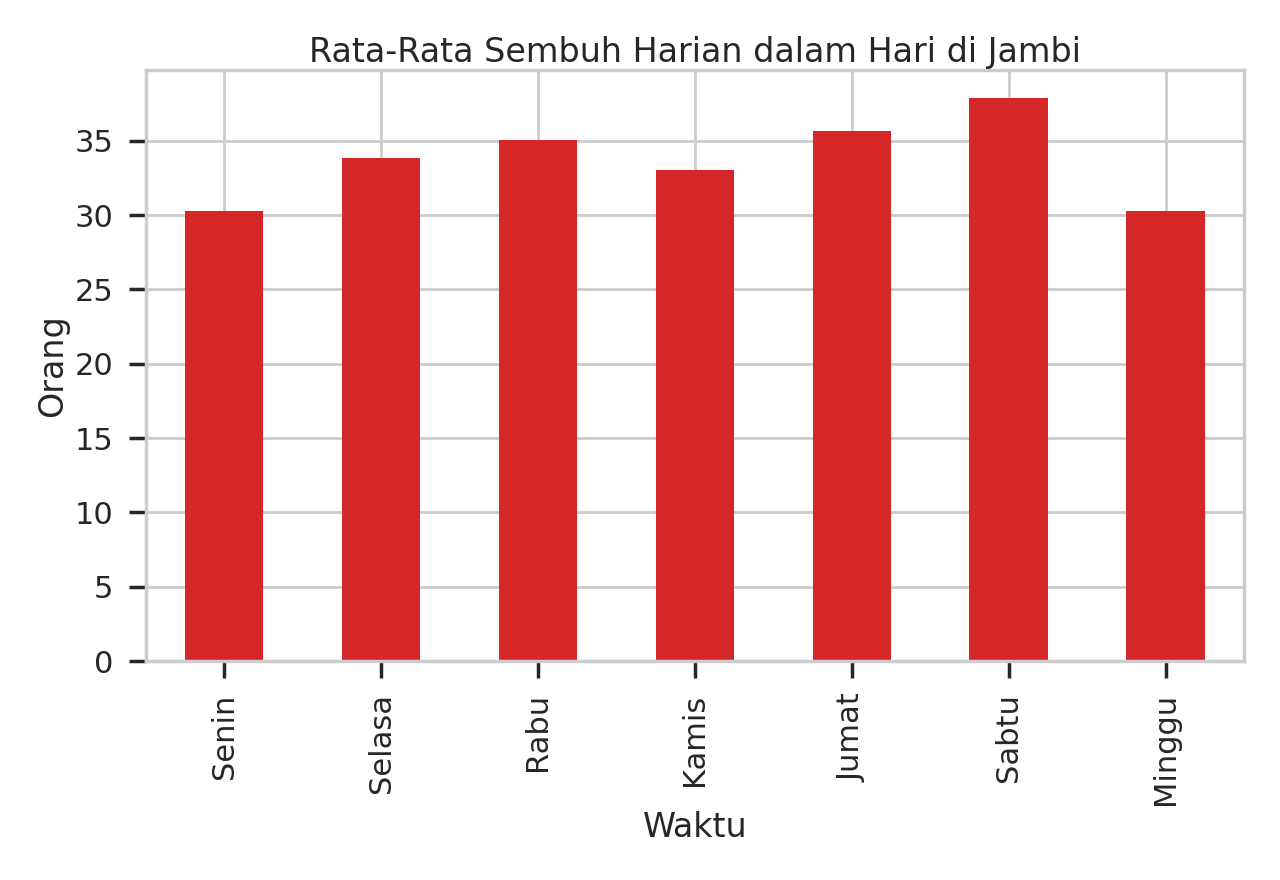 Rata-Rata Sembuh Harian dalam Hari di Jambi
Orang
35
30
25
20
15
10
5
0
Senin
Selasa
Rabu
Kamis
Jumat
Sabtu
Minggu
Waktu